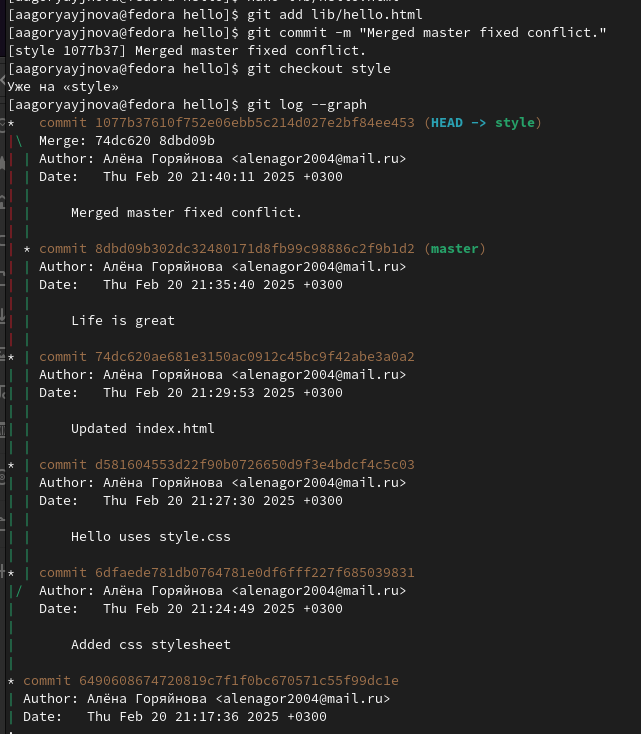 [aagoryayjnova@fedora hello]$ git add lib/hello.html
[aagoryayjnova@fedora hello]$ git commit -m "Merged master fixed conflict."
[style 1077b37] Merged master fixed conflict.
[aagoryayjnova@fedora hello]$ git checkout style
Уже на «style»
[aagoryayjnova@fedora hello]$ git log --graph
*   commit 1077b37610f752e06ebb5c214d027e2bf84ee453 (HEAD -> style)
|\  Merge: 74dc620 8dbd09b
| | Author: Алёна Горяйнова <alenagor2004@mail.ru>
| | Date:   Thu Feb 20 21:40:11 2025 +0300
| |
| |     Merged master fixed conflict.
| |
| * commit 8dbd09b302dc32480171d8fb99c98886c2f9b1d2 (master)
| | Author: Алёна Горяйнова <alenagor2004@mail.ru>
| | Date:   Thu Feb 20 21:35:40 2025 +0300
| |
| |     Life is great
| |
* | commit 74dc620ae681e3150ac0912c45bc9f42abe3a0a2
| | Author: Алёна Горяйнова <alenagor2004@mail.ru>
| | Date:   Thu Feb 20 21:29:53 2025 +0300
| |
| |     Updated index.html
| |
* | commit d581604553d22f90b0726650d9f3e4bdcf4c5c03
| | Author: Алёна Горяйнова <alenagor2004@mail.ru>
| | Date:   Thu Feb 20 21:27:30 2025 +0300
| |
| |     Hello uses style.css
| |
* | commit 6dfaede781db0764781e0df6fff227f685039831
|/  Author: Алёна Горяйнова <alenagor2004@mail.ru>
|   Date:   Thu Feb 20 21:24:49 2025 +0300
|
|       Added css stylesheet
|
* commit 6490608674720819c7f1f0bc670571c55f99dc1e
| Author: Алёна Горяйнова <alenagor2004@mail.ru>
| Date:   Thu Feb 20 21:17:36 2025 +0300